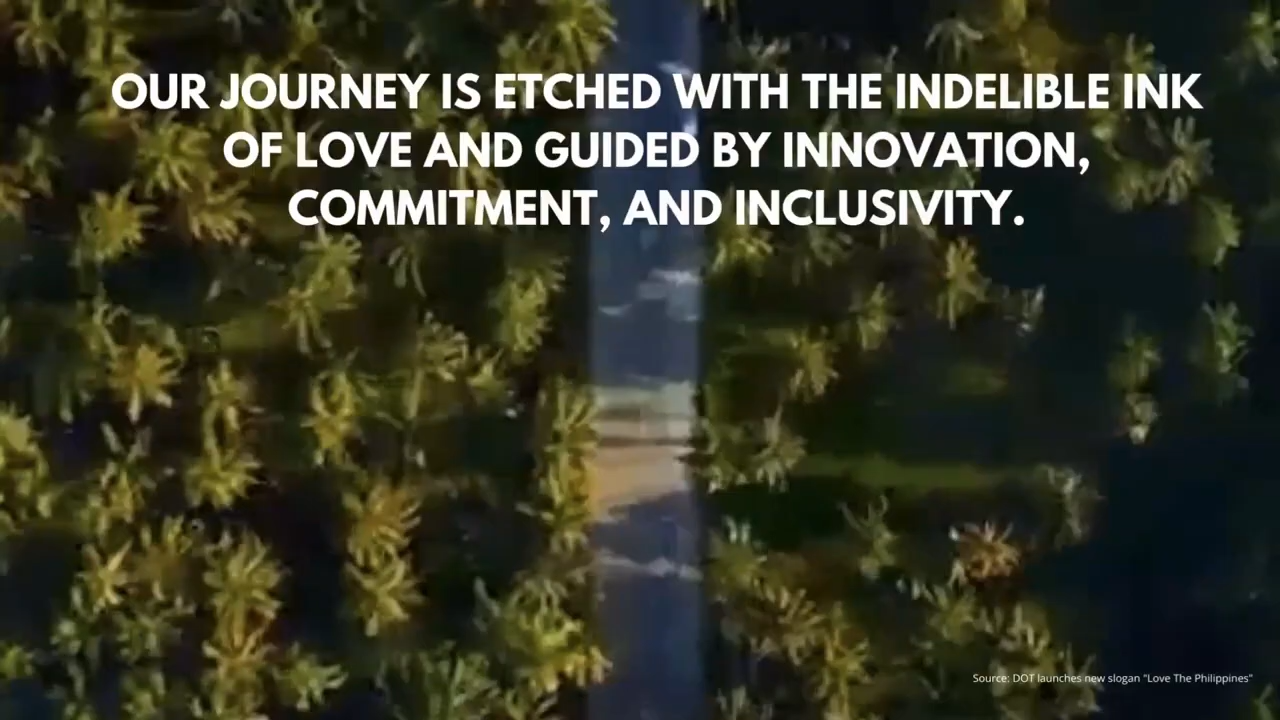 OUR JOURNEY IS ETCHED WITH THE INDELIBLE INK
OF LOVE AND GUIDED BY INNOVATION,
COMMITMENT, AND INCLUSIVITY.
Source: DOT launches new slogan "Love The Philippines"